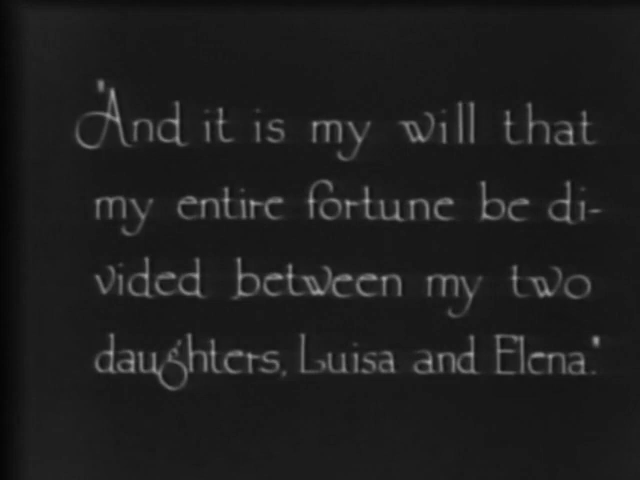 "And it is my will that
my entire fortune be di-
vided between my two
daughters, Luisa and Elena."